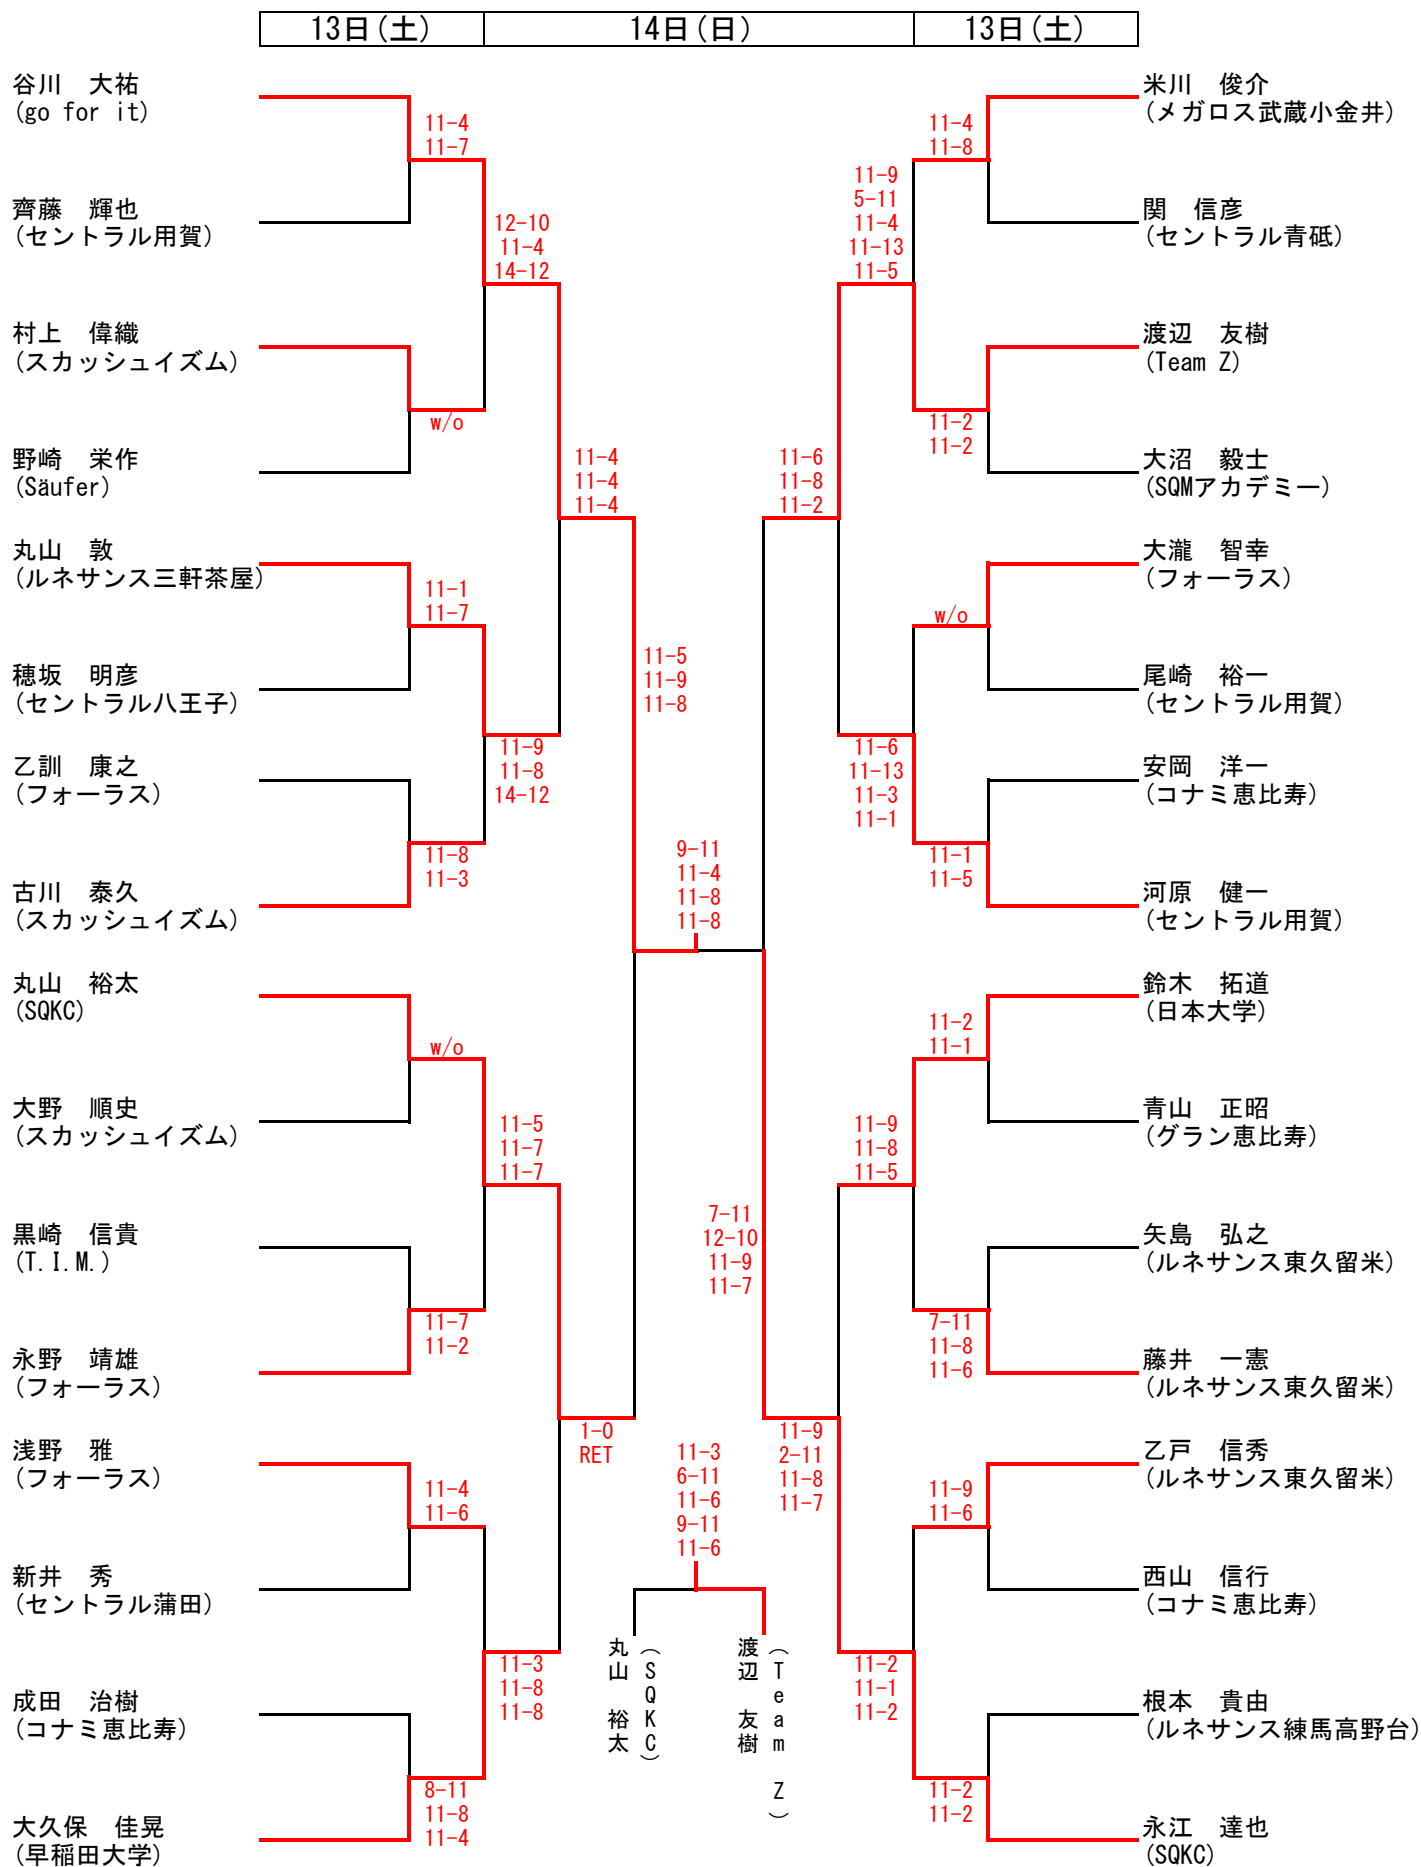 13日(土) 14日(日) 13日(土)
谷川　大祐
(go for it)
11-4
11-7
齊藤　輝也
(セントラル用賀)
12-10
11-4
14-12
村上　偉織
(スカッシュイズム)
w/o
野崎　栄作
(Säufer)
11-4
11-4
11-4
丸山　敦
(ルネサンス三軒茶屋)
11-1
11-7
穂坂　明彦
(セントラル八王子)
11-9
11-8
14-12
乙訓　康之
(フォーラス)
11-8
11-3
古川　泰久
(スカッシュイズム)
11-5
11-9
11-8
丸山　裕太
(SQKC)
w/o
大野　順史
(スカッシュイズム)
11-5
11-7
11-7
黒崎　信貴
(T.I.M.)
11-7
11-2
永野　靖雄
(フォーラス)
1-0
RET
浅野　雅
(フォーラス)
11-4
11-6
新井　秀
(セントラル蒲田)
11-3
11-8
11-8
成田　治樹
(コナミ恵比寿)
8-11
11-8
11-4
大久保　佳晃
(早稲田大学)
9-11
11-4
11-8
11-8
11-3
6-11
11-6
9-11
11-6
丸山　裕太
(SQKC)
渡辺　友樹
(Team Z)
米川　俊介
(メガロス武蔵小金井)
11-4
11-8
関　信彦
(セントラル青砥)
11-9
5-11
11-4
11-13
11-5
渡辺　友樹
(Team Z)
11-2
11-2
大沼　毅士
(SQMアカデミー)
11-6
11-8
11-2
大瀧　智幸
(フォーラス)
w/o
尾崎　裕一
(セントラル用賀)
11-6
11-13
11-3
11-1
安岡　洋一
(コナミ恵比寿)
11-1
11-5
河原　健一
(セントラル用賀)
7-11
12-10
11-9
11-7
鈴木　拓道
(日本大学)
11-2
11-1
青山　正昭
(グラン恵比寿)
11-9
11-8
11-5
矢島　弘之
(ルネサンス東久留米)
7-11
11-8
11-6
藤井　一憲
(ルネサンス東久留米)
11-9
2-11
11-8
11-7
乙戸　信秀
(ルネサンス東久留米)
11-9
11-6
西山　信行
(コナミ恵比寿)
11-2
11-1
11-2
根本　貴由
(ルネサンス練馬高野台)
11-2
11-2
永江　達也
(SQKC)